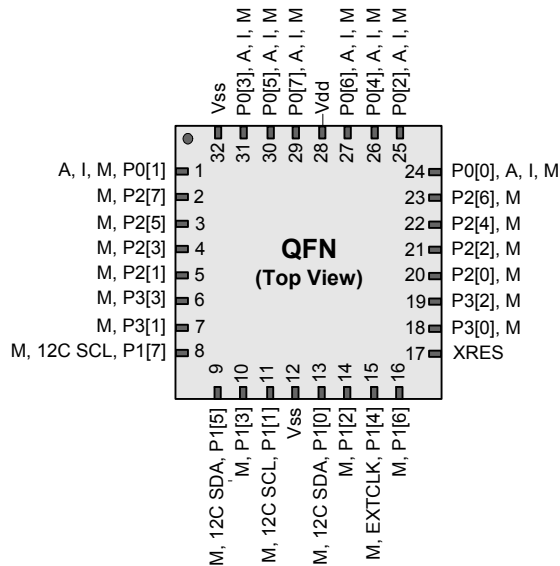 Vss
P0[3], A, I, M
P0[5], A, I, M
P0[7], A, I, M
Vdd
P0[6], A, I, M
P0[4], A, I, M
P0[2], A, I, M
32
31
30
29
28
27
26
25
A, I, M, P0[1]
1
24
P0[0], A, I, M
M, P2[7]
2
23
P2[6], M
M, P2[5]
3
22
P2[4], M
M, P2[3]
4
21
P2[2], M
M, P2[1]
5
20
P2[0], M
M, P3[3]
6
19
P3[2], M
M, P3[1]
7
18
P3[0], M
M, 12C SCL, P1[7]
8
17
XRES
QFN
(Top View)
9
10
11
12
13
14
15
16
M, 12C SDA, P1[5]
M, P1[3]
M, 12C SCL, P1[1]
Vss
M, 12C SDA, P1[0]
M, P1[2]
M, EXTCLK, P1[4]
M, P1[6]